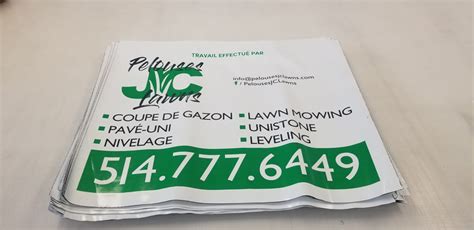 TRAVAIL EFFECTUÉ PAR
Pelouses
JC
Lawns
info@pelousesjclawns.com
f / PelousesJCLawns
▪ COUPE DE GAZON
▪ PAVÉ-UNI
▪ NIVELAGE
▪ LAWN MOWING
▪ UNISTONE
▪ LEVELING
514.777.6449